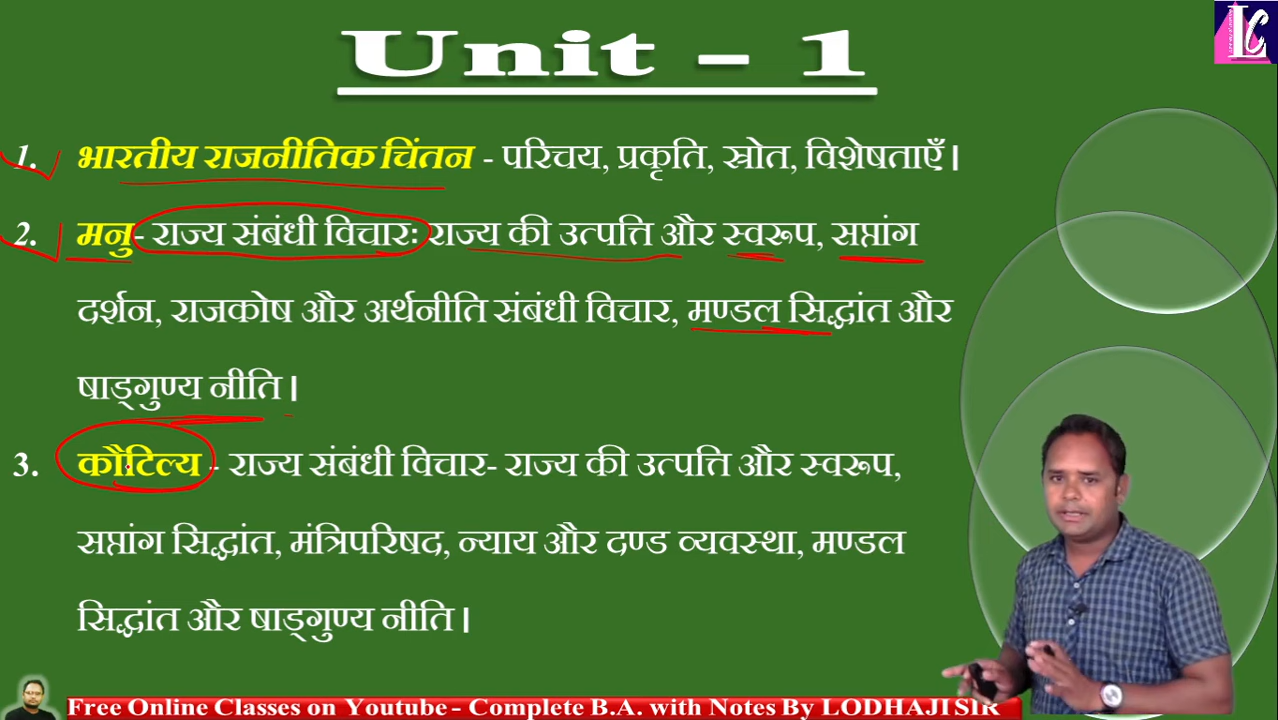 Unit - 1
LC
1. भारतीय राजनीतिक चिंतन - परिचय, प्रकृति, स्रोत, विशेषताएँ।
2. मनु- राज्य संबंधी विचारः राज्य की उत्पत्ति और स्वरूप, सप्तांग
दर्शन, राजकोष और अर्थनीति संबंधी विचार, मण्डल सिद्धांत और
षाड्गुण्य नीति।
3. कौटिल्य - राज्य संबंधी विचार- राज्य की उत्पत्ति और स्वरूप,
सप्तांग सिद्धांत, मंत्रिपरिषद, न्याय और दण्ड व्यवस्था, मण्डल
सिद्धांत और षाड्गुण्य नीति।
Free Online Classes on Youtube - Complete B.A. with Notes By LODHAJI SIR